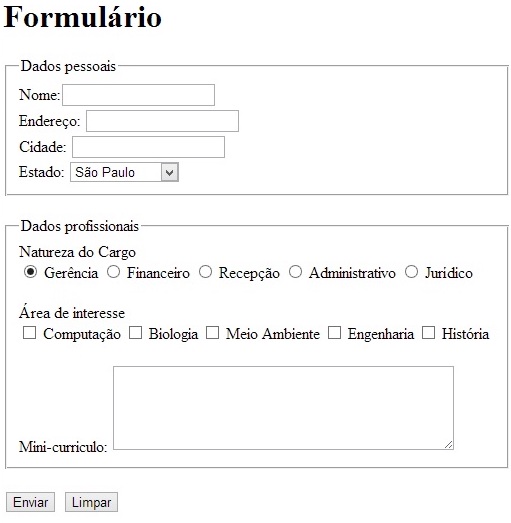 Formulário
Dados pessoais
Nome:
Endereço:
Cidade:
Estado: São Paulo
Dados profissionais
Natureza do Cargo
Gerência Financeiro Recepção Administrativo Jurídico
Área de interesse
Computação Biologia Meio Ambiente Engenharia História
Mini-curriculo:
Enviar Limpar